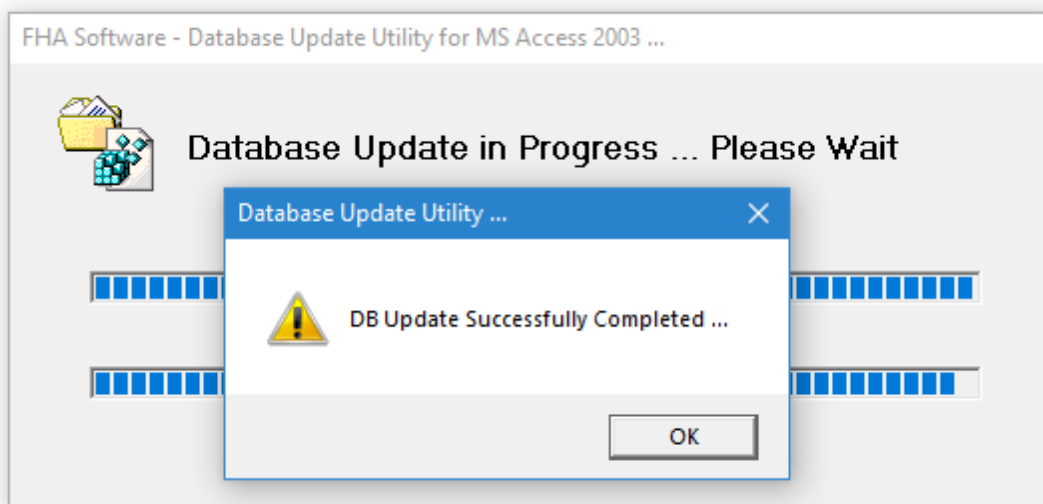 FHA Software - Database Update Utility for MS Access 2003 ...
Database Update in Progress ... Please Wait
Database Update Utility ...
DB Update Successfully Completed ...
OK